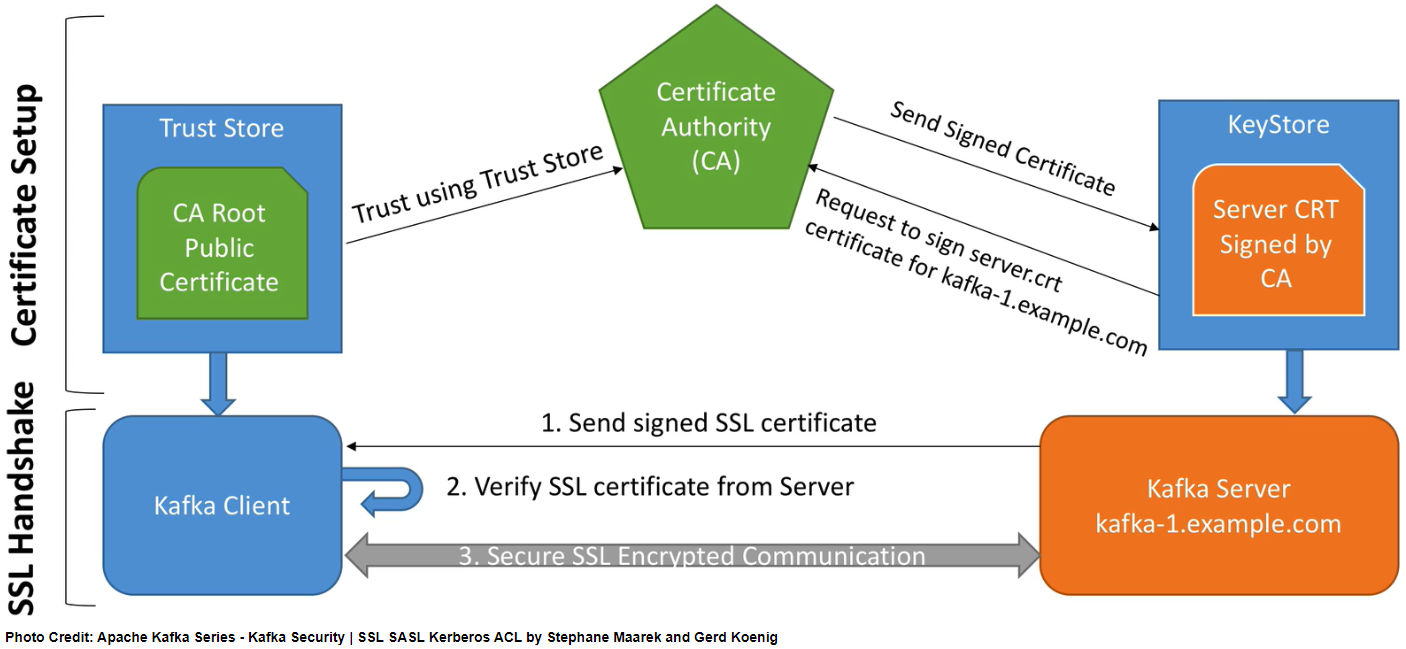 Certificate Setup
Trust Store
CA Root
Public
Certificate
Trust using Trust Store
Certificate
Authority
(CA)
Send Signed Certificate
Request to sign server.crt
certificate for kafka-1.example.com
KeyStore
Server CRT
Signed by
CA
SSL Handshake
Kafka Client
1. Send signed SSL certificate
2. Verify SSL certificate from Server
3. Secure SSL Encrypted Communication
Kafka Server
kafka-1.example.com
Photo Credit: Apache Kafka Series - Kafka Security | SSL SASL Kerberos ACL by Stephane Maarek and Gerd Koenig